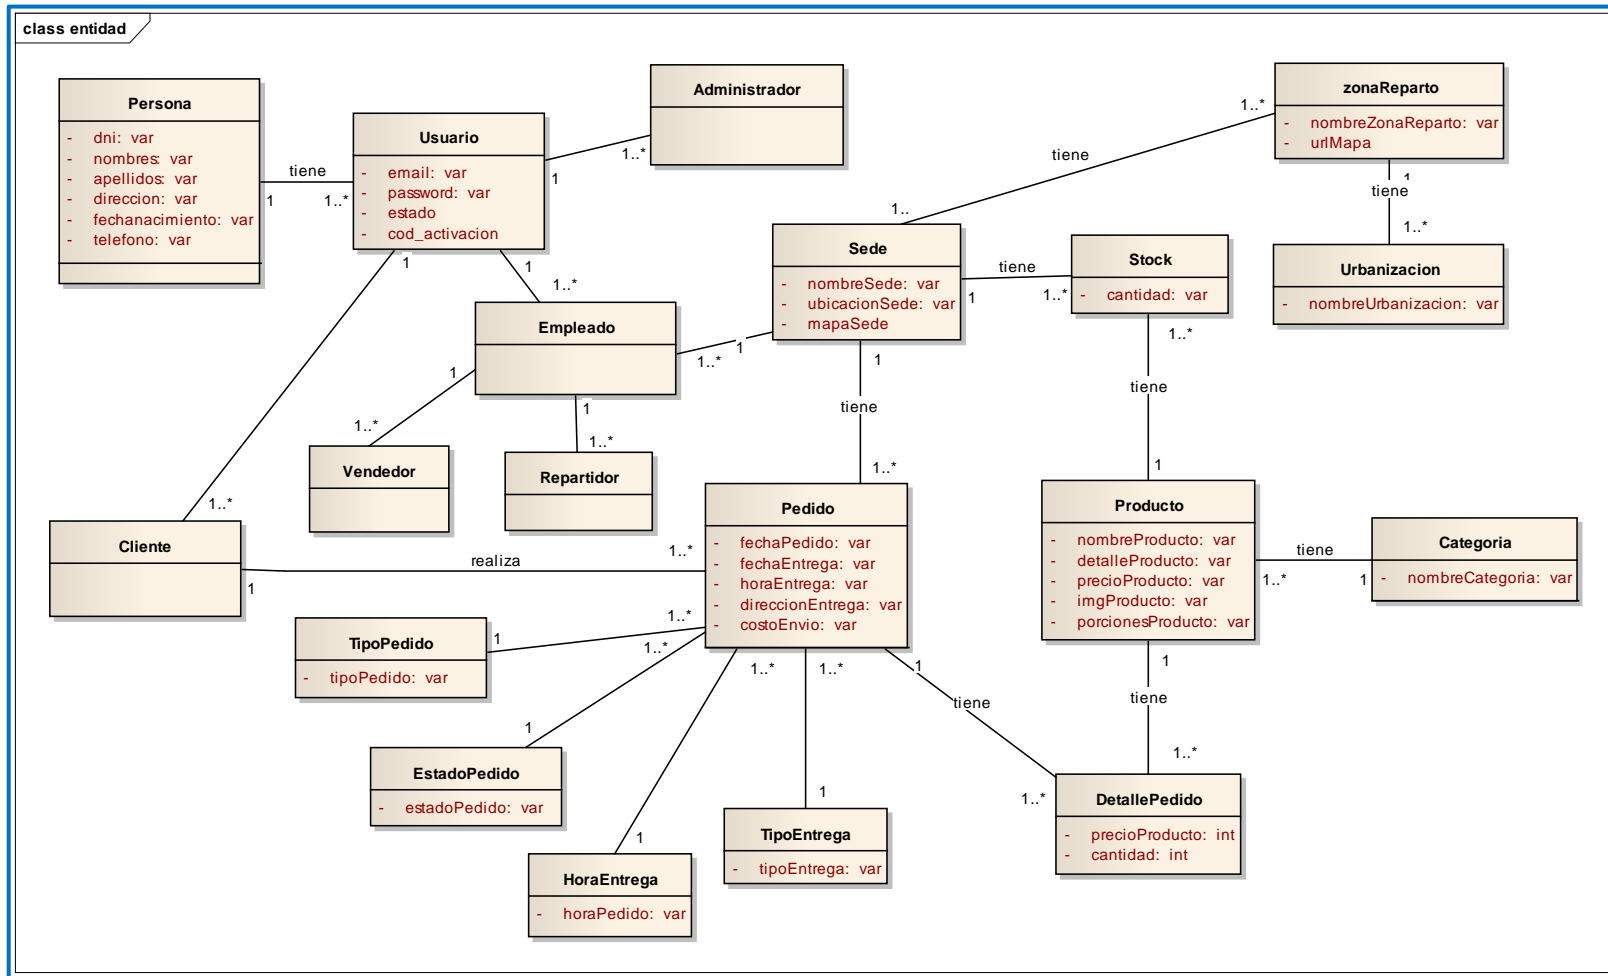 class entidad
Persona
- dni: var
- nombres: var
- apellidos: var
- direccion: var
- fechanacimiento: var
- telefono: var
tiene
1
1..*
Usuario
- email: var
- password: var
- estado
- cod_activacion
1
1..*
Administrador
1
1..*
1
1..*
zonaReparto
- nombreZonaReparto: var
- urlMapa
1..*
tiene
1..
1
tiene
1..*
Urbanizacion
- nombreUrbanizacion: var
Sede
- nombreSede: var
- ubicacionSede: var
- mapaSede
tiene
1
1..*
Stock
- cantidad: var
1..*
tiene
1
Empleado
1..*
1
1
1..*
1
1..*
Vendedor
Repartidor
1
tiene
1..*
Cliente
1
realiza
1..*
Pedido
- fechaPedido: var
- fechaEntrega: var
- horaEntrega: var
- direccionEntrega: var
- costoEnvio: var
Producto
- nombreProducto: var
- detalleProducto: var
- precioProducto: var
- imgProducto: var
- porcionesProducto: var
tiene
1..*
1
Categoria
- nombreCategoria: var
TipoPedido
- tipoPedido: var
1
1..*
1..*
1
EstadoPedido
- estadoPedido: var
1..*
1
HoraEntrega
- horaPedido: var
1..*
1
TipoEntrega
- tipoEntrega: var
1
tiene
1..*
1
tiene
1..*
DetallePedido
- precioProducto: int
- cantidad: int